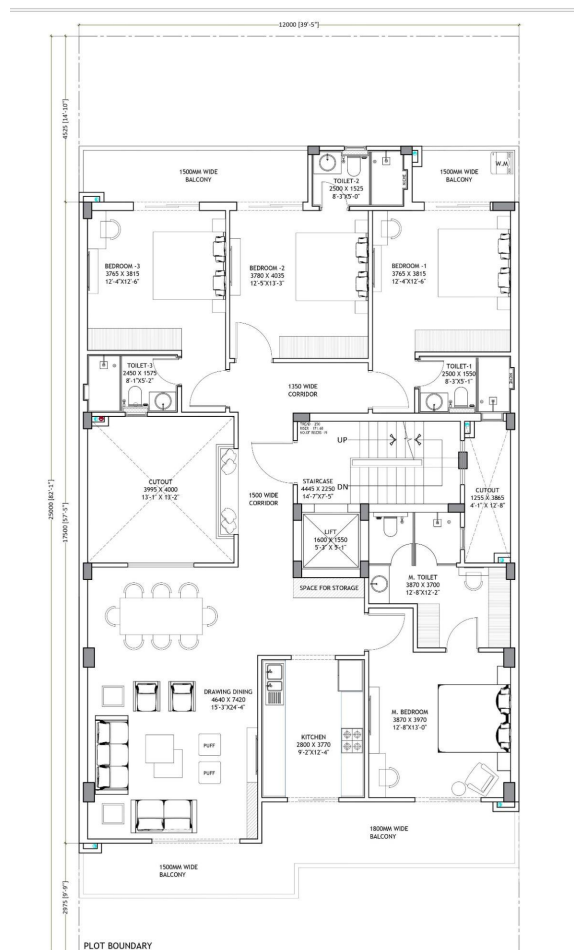 12000 [39'-5"]
4525 [14'-10"]
25000 [82'-1"]
17500 [57'-5"]
2975 [9'-9"]
1500MM WIDE
BALCONY
TOILET-2
2500 X 1525
8'-3"X5'-0"
1500MM WIDE
BALCONY
W.M
BEDROOM -3
3765 X 3815
12'-4"X12'-6"
BEDROOM -2
3780 X 4035
12'-5"X13'-3"
BEDROOM -1
3765 X 3815
12'-4"X12'-6"
TOILET-3
2450 X 1575
8'-1"X5'-2"
TOILET-1
2500 X 1550
8'-3"X5'-1"
1350 WIDE
CORRIDOR
UP
STAIRCASE
4445 X 2250
14'-7"X7'-5"
DN
CUTOUT
3995 X 4000
13'-1" X 13'-2"
1500 WIDE
CORRIDOR
CUTOUT
1255 X 3865
4'-1" X 12'-8"
LIFT
1600 X 1550
5'-3" X 5'-1"
M. TOILET
3870 X 3700
12'-8"X12'-2"
SPACE FOR STORAGE
DRAWING DINING
4640 X 7420
15'-3"X24'-4"
PUFF
PUFF
KITCHEN
2800 X 3770
9'-2"X12'-4"
M. BEDROOM
3870 X 3970
12'-8"X13'-0"
1800MM WIDE
BALCONY
1500MM WIDE
BALCONY
PLOT BOUNDARY